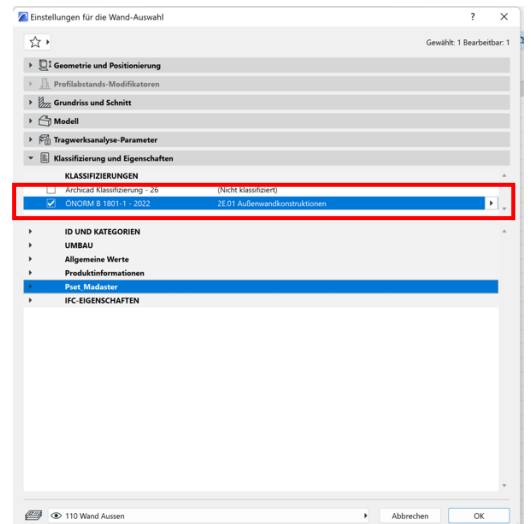 Einstellungen für die Wand-Auswahl ? X
Gewählt: 1 Bearbeitbar: 1
Geometrie und Positionierung
Profilabstands-Modifikatoren
Grundriss und Schnitt
Modell
Tragwerksanalyse-Parameter
Klassifizierung und Eigenschaften
KLASSIFIZIERUNGEN
Archicad Klassifizierung - 26 (Nicht klassifiziert)
ÖNORM B 1801-1 - 2022 2E.01 Außenwandkonstruktionen
ID UND KATEGORIEN
UMBAU
Allgemeine Werte
Produktinformationen
Pset_Madaster
IFC-EIGENSCHAFTEN
110 Wand Aussen Abbrechen OK